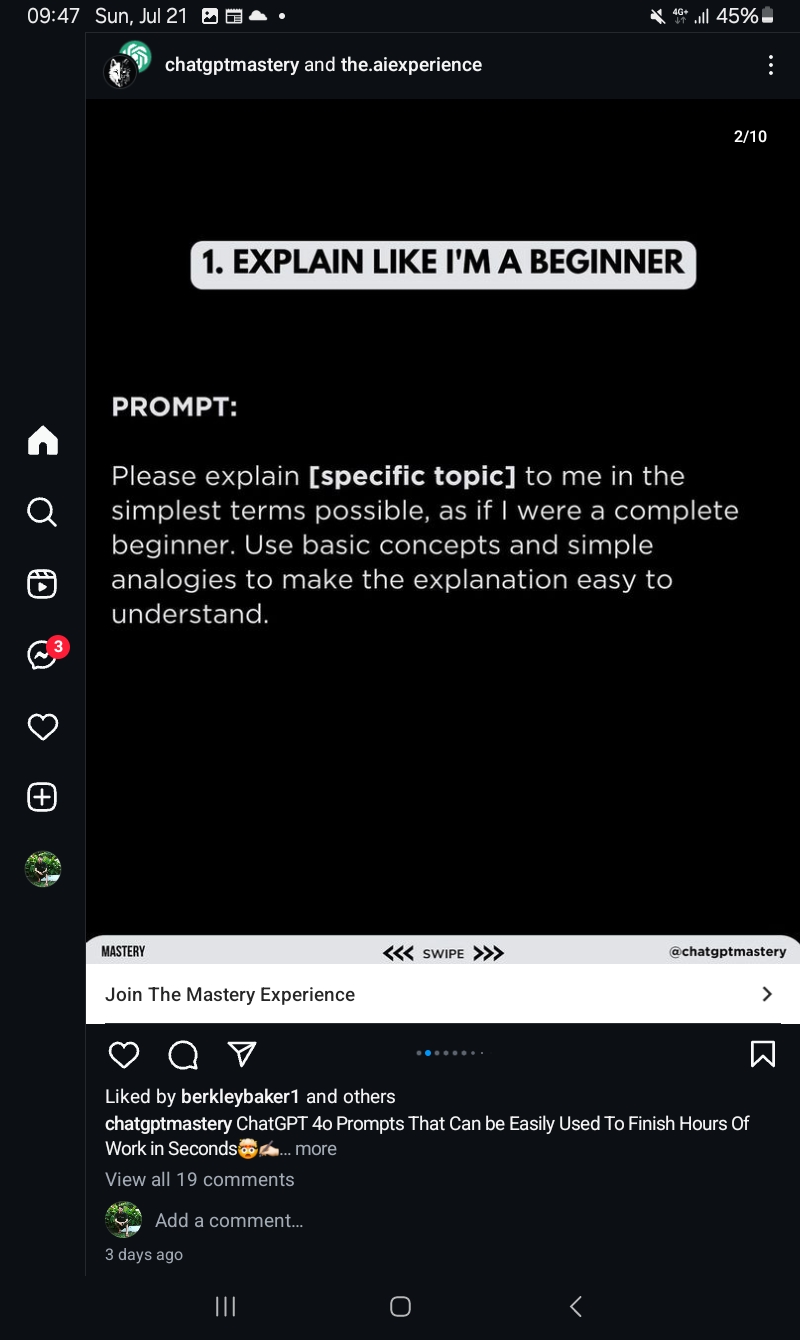 09:47 Sun, Jul 21 4G+ 45%
chatgptmastery and the.aiexperience
2/10
1. EXPLAIN LIKE I'M A BEGINNER
PROMPT:
Please explain [specific topic] to me in the
simplest terms possible, as if I were a complete
beginner. Use basic concepts and simple
analogies to make the explanation easy to
understand.
3
MASTERY <<< SWIPE >>> @chatgptmastery
Join The Mastery Experience
Liked by berkleybaker1 and others
chatgptmastery ChatGPT 4o Prompts That Can be Easily Used To Finish Hours Of
Work in Seconds🤯✍🏻... more
View all 19 comments
Add a comment...
3 days ago